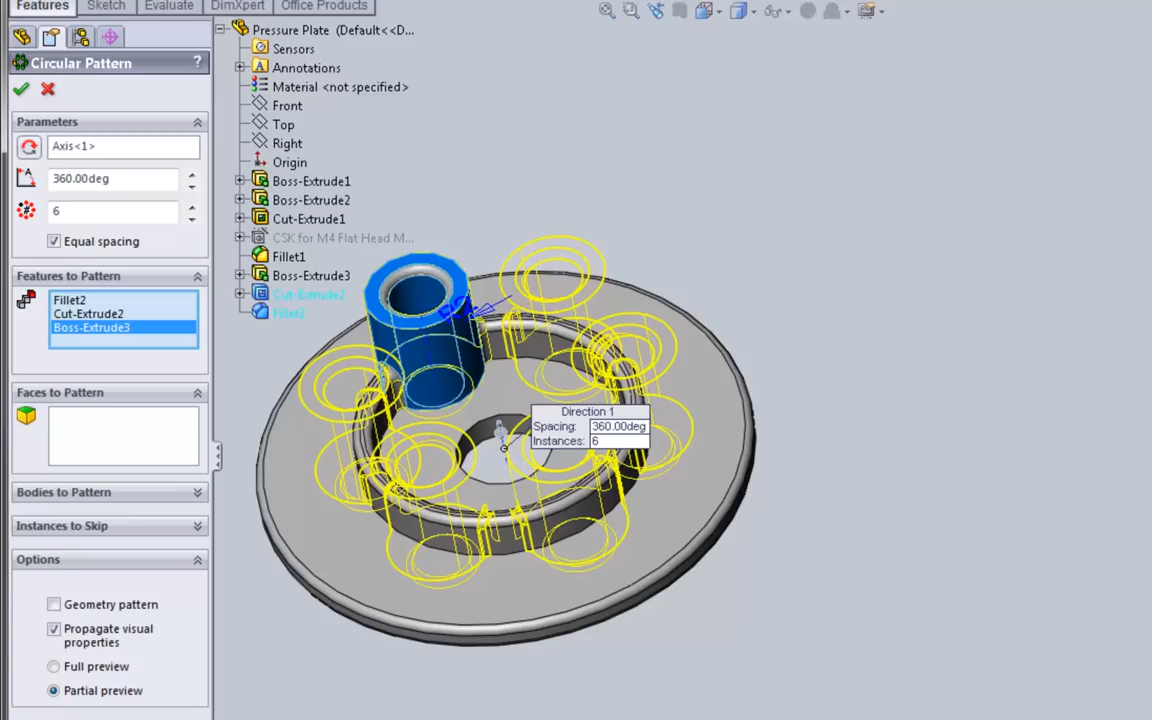 Features Sketch Evaluate DimXpert Office Products
Circular Pattern ?
Parameters
Axis<1>
360.00deg
6
Equal spacing
Features to Pattern
Fillet2
Cut-Extrude2
Boss-Extrude3
Faces to Pattern
Bodies to Pattern
Instances to Skip
Options
Geometry pattern
Propagate visual
properties
Full preview
Partial preview
Pressure Plate (Default<<D...
Sensors
Annotations
Material <not specified>
Front
Top
Right
Origin
Boss-Extrude1
Boss-Extrude2
Cut-Extrude1
CSK for M4 Flat Head M...
Fillet1
Boss-Extrude3
Cut-Extrude2
Fillet2
Direction 1
Spacing: 360.00deg
Instances: 6